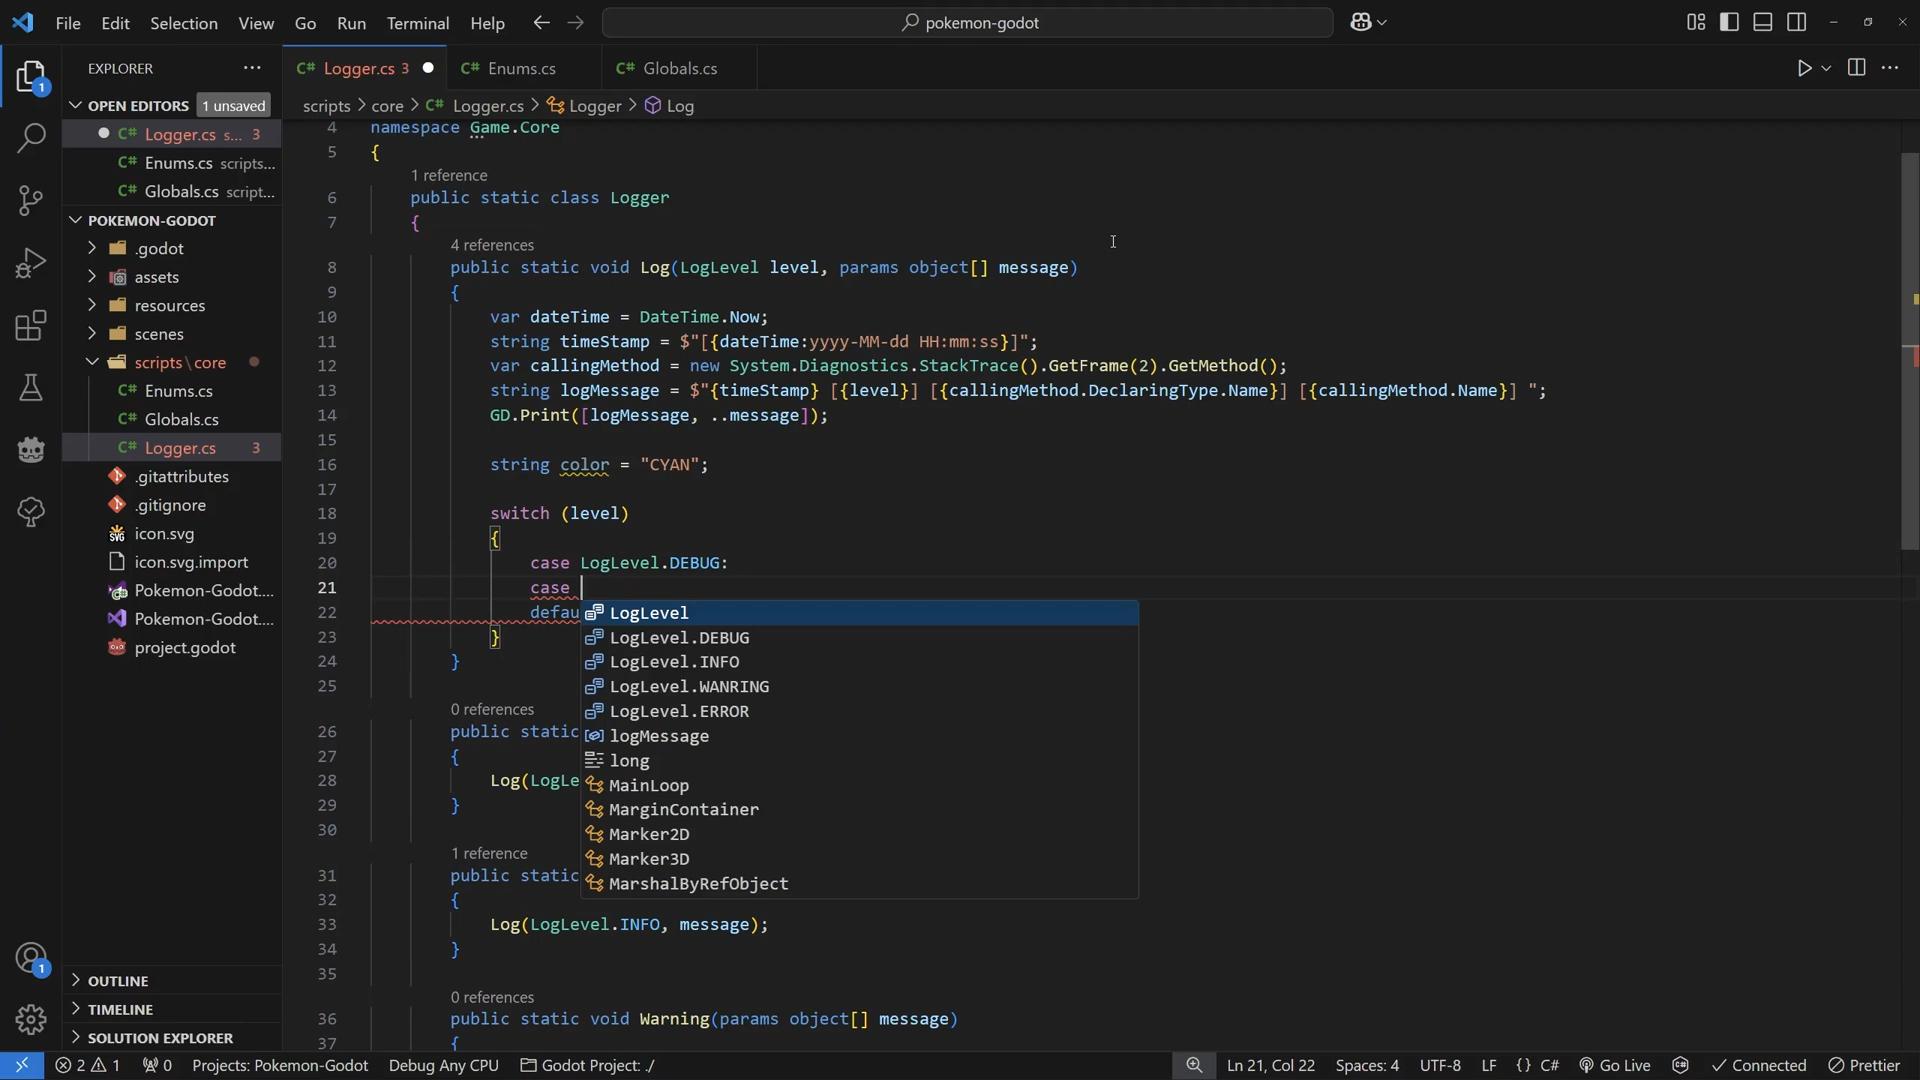 File Edit Selection View Go Run Terminal Help
pokemon-godot
EXPLORER
OPEN EDITORS 1 unsaved
Logger.cs s... 3
Enums.cs scripts...
Globals.cs script...
POKEMON-GODOT
.godot
assets
resources
scenes
scripts\core
Enums.cs
Globals.cs
Logger.cs 3
.gitattributes
.gitignore
icon.svg
icon.svg.import
Pokemon-Godot....
Pokemon-Godot....
project.godot
OUTLINE
TIMELINE
SOLUTION EXPLORER
Logger.cs 3
Enums.cs
Globals.cs
scripts > core > Logger.cs > Logger > Log
4 namespace Game.Core
5 {
1 reference
6 public static class Logger
7 {
4 references
8 public static void Log(LogLevel level, params object[] message)
9 {
10 var dateTime = DateTime.Now;
11 string timeStamp = $"[{dateTime:yyyy-MM-dd HH:mm:ss}]";
12 var callingMethod = new System.Diagnostics.StackTrace().GetFrame(2).GetMethod();
13 string logMessage = $"{timeStamp} [{level}] [{callingMethod.DeclaringType.Name}] [{callingMethod.Name}] ";
14 GD.Print([logMessage, ..message]);
15
16 string color = "CYAN";
17
18 switch (level)
19 {
20 case LogLevel.DEBUG:
21 case
22 defau
23 }
24 }
25
LogLevel
LogLevel.DEBUG
LogLevel.INFO
LogLevel.WANRING
LogLevel.ERROR
logMessage
long
MainLoop
MarginContainer
Marker2D
Marker3D
MarshalByRefObject
0 references
26 public static
27 {
28 Log(LogLe
29 }
30
1 reference
31 public static
32 {
33 Log(LogLevel.INFO, message);
34 }
35
0 references
36 public static void Warning(params object[] message)
37 {
2 1 0 Projects: Pokemon-Godot Debug Any CPU Godot Project: ./ Ln 21, Col 22 Spaces: 4 UTF-8 LF {} C# Go Live Connected Prettier
1
1